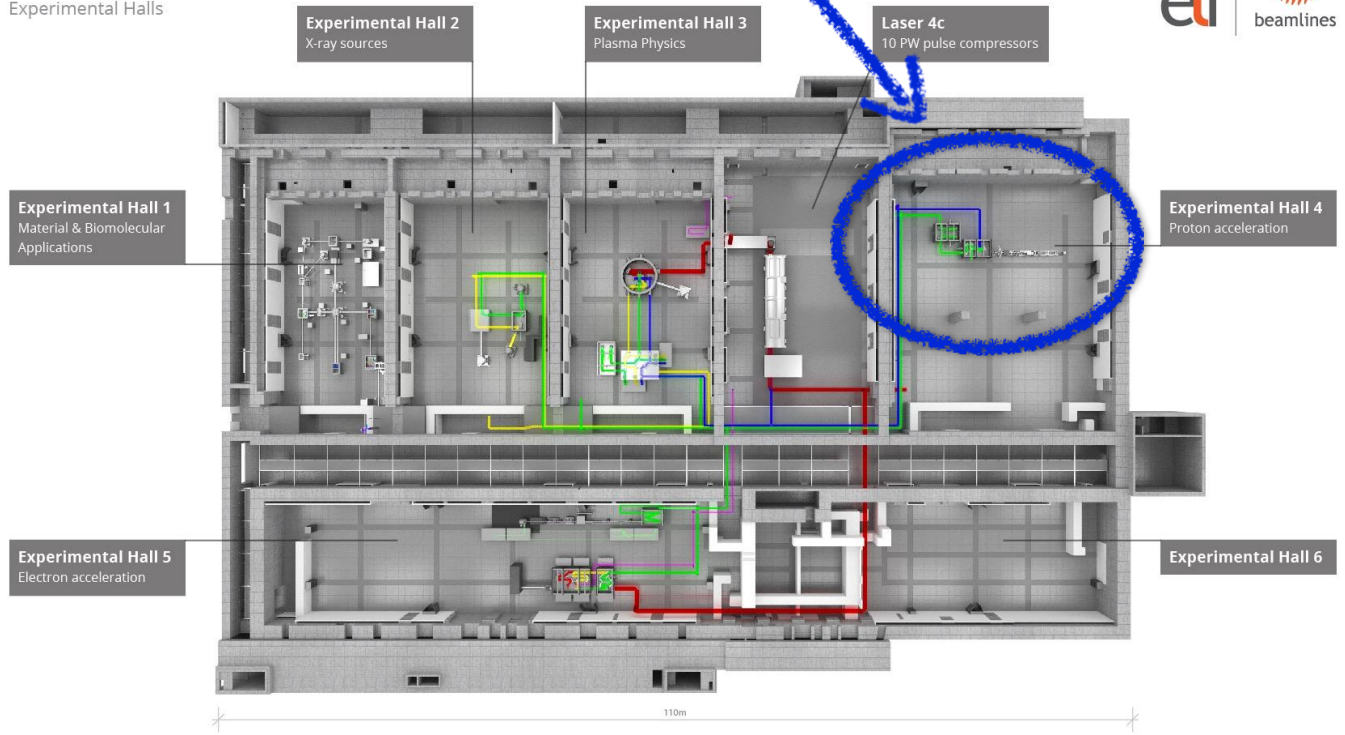 Experimental Halls
Experimental Hall 2
X-ray sources
Experimental Hall 3
Plasma Physics
Laser 4c
10 PW pulse compressors
eli
beamlines
Experimental Hall 1
Material & Biomolecular
Applications
Experimental Hall 4
Proton acceleration
Experimental Hall 5
Electron acceleration
Experimental Hall 6
110m